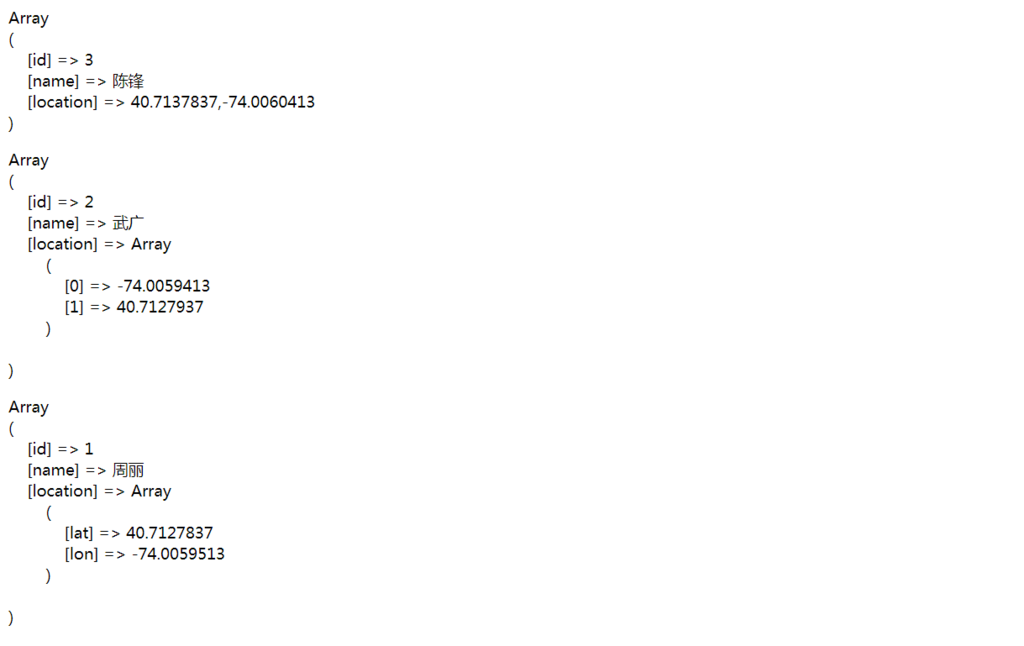 Array
(
[id] => 3
[name] => 陈锋
[location] => 40.7137837,-74.0060413
)
Array
(
[id] => 2
[name] => 武广
[location] => Array
(
[0] => -74.0059413
[1] => 40.7127937
)
)
Array
(
[id] => 1
[name] => 周丽
[location] => Array
(
[lat] => 40.7127837
[lon] => -74.0059513
)
)